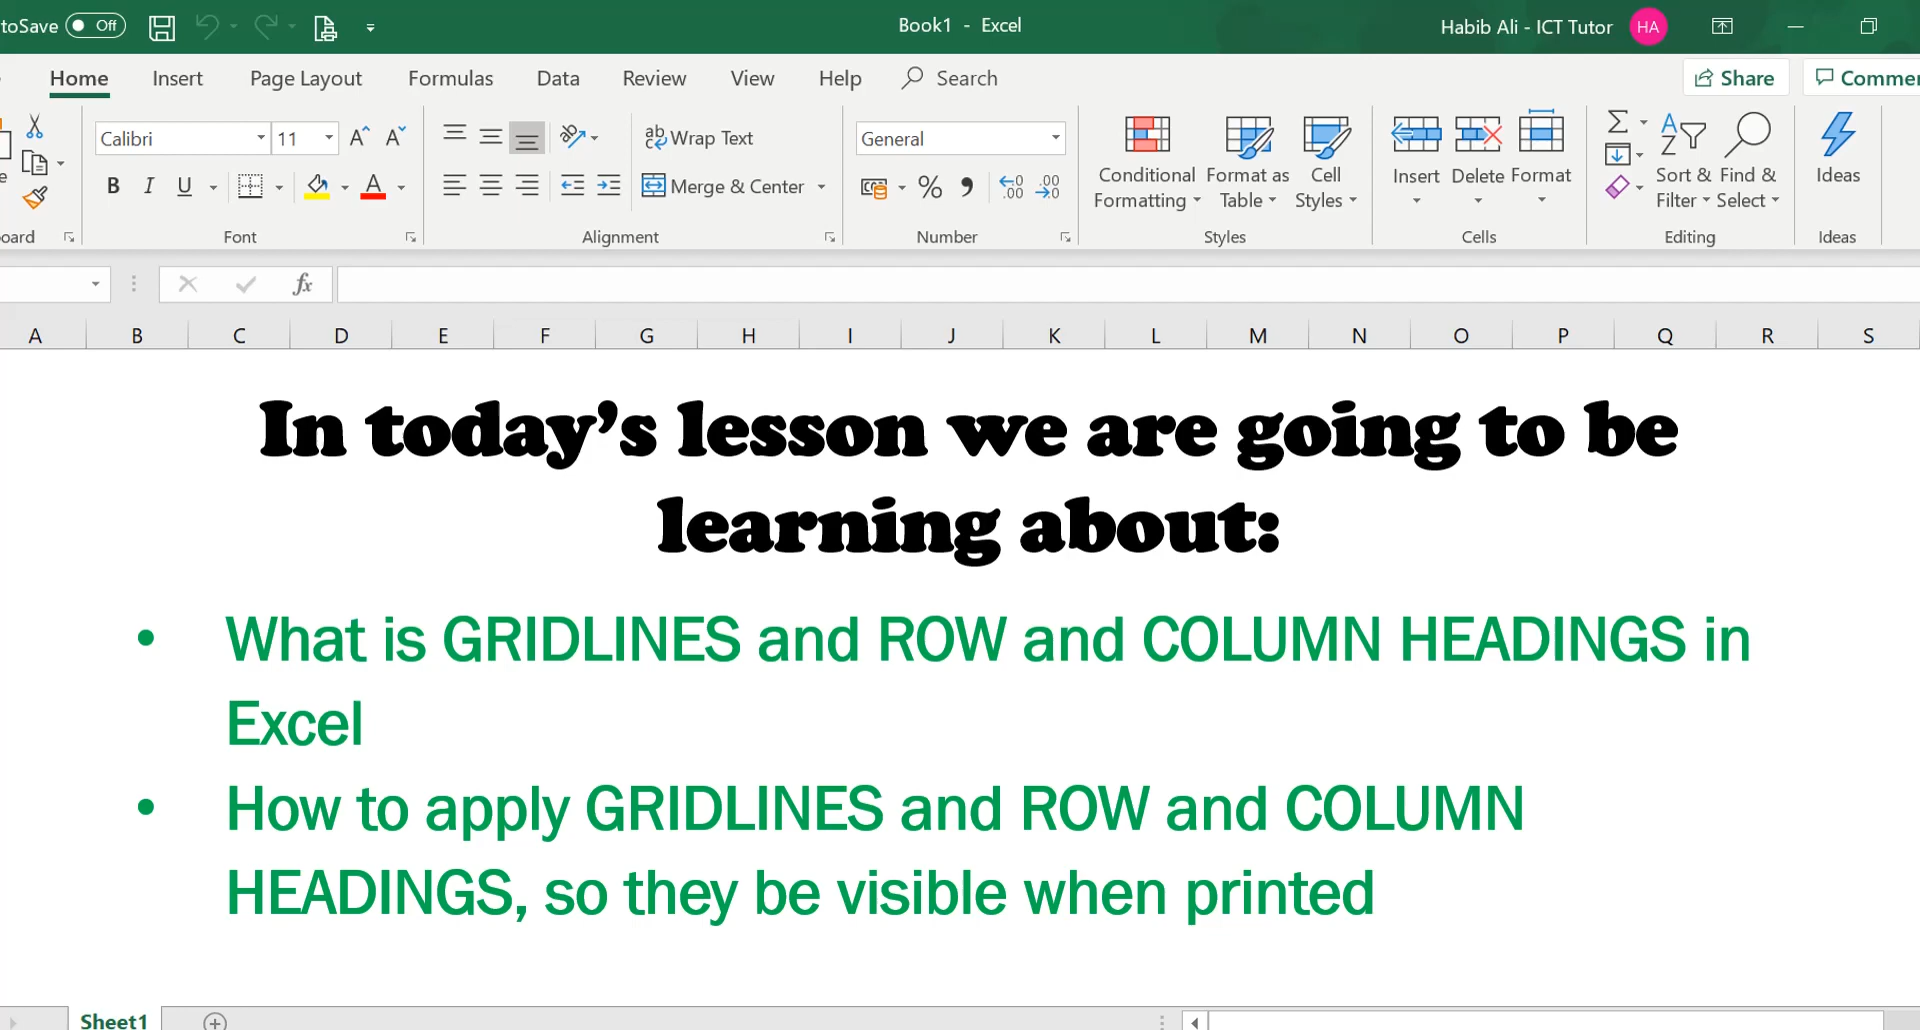 toSave Off Book1 - Excel Habib Ali - ICT Tutor HA
Home Insert Page Layout Formulas Data Review View Help Search Share
Calibri 11 ab Wrap Text General
B I U A Merge & Center % , .00 .00
Conditional Format as Cell Insert Delete Format Sort & Find & Ideas
Formatting Table Styles Filter Select
Font Alignment Number Styles Cells Editing Ideas
fx
A B C D E F G H I J K L M N O P Q R S
In today’s lesson we are going to be
learning about:
• What is GRIDLINES and ROW and COLUMN HEADINGS in
Excel
• How to apply GRIDLINES and ROW and COLUMN
HEADINGS, so they be visible when printed
Sheet1